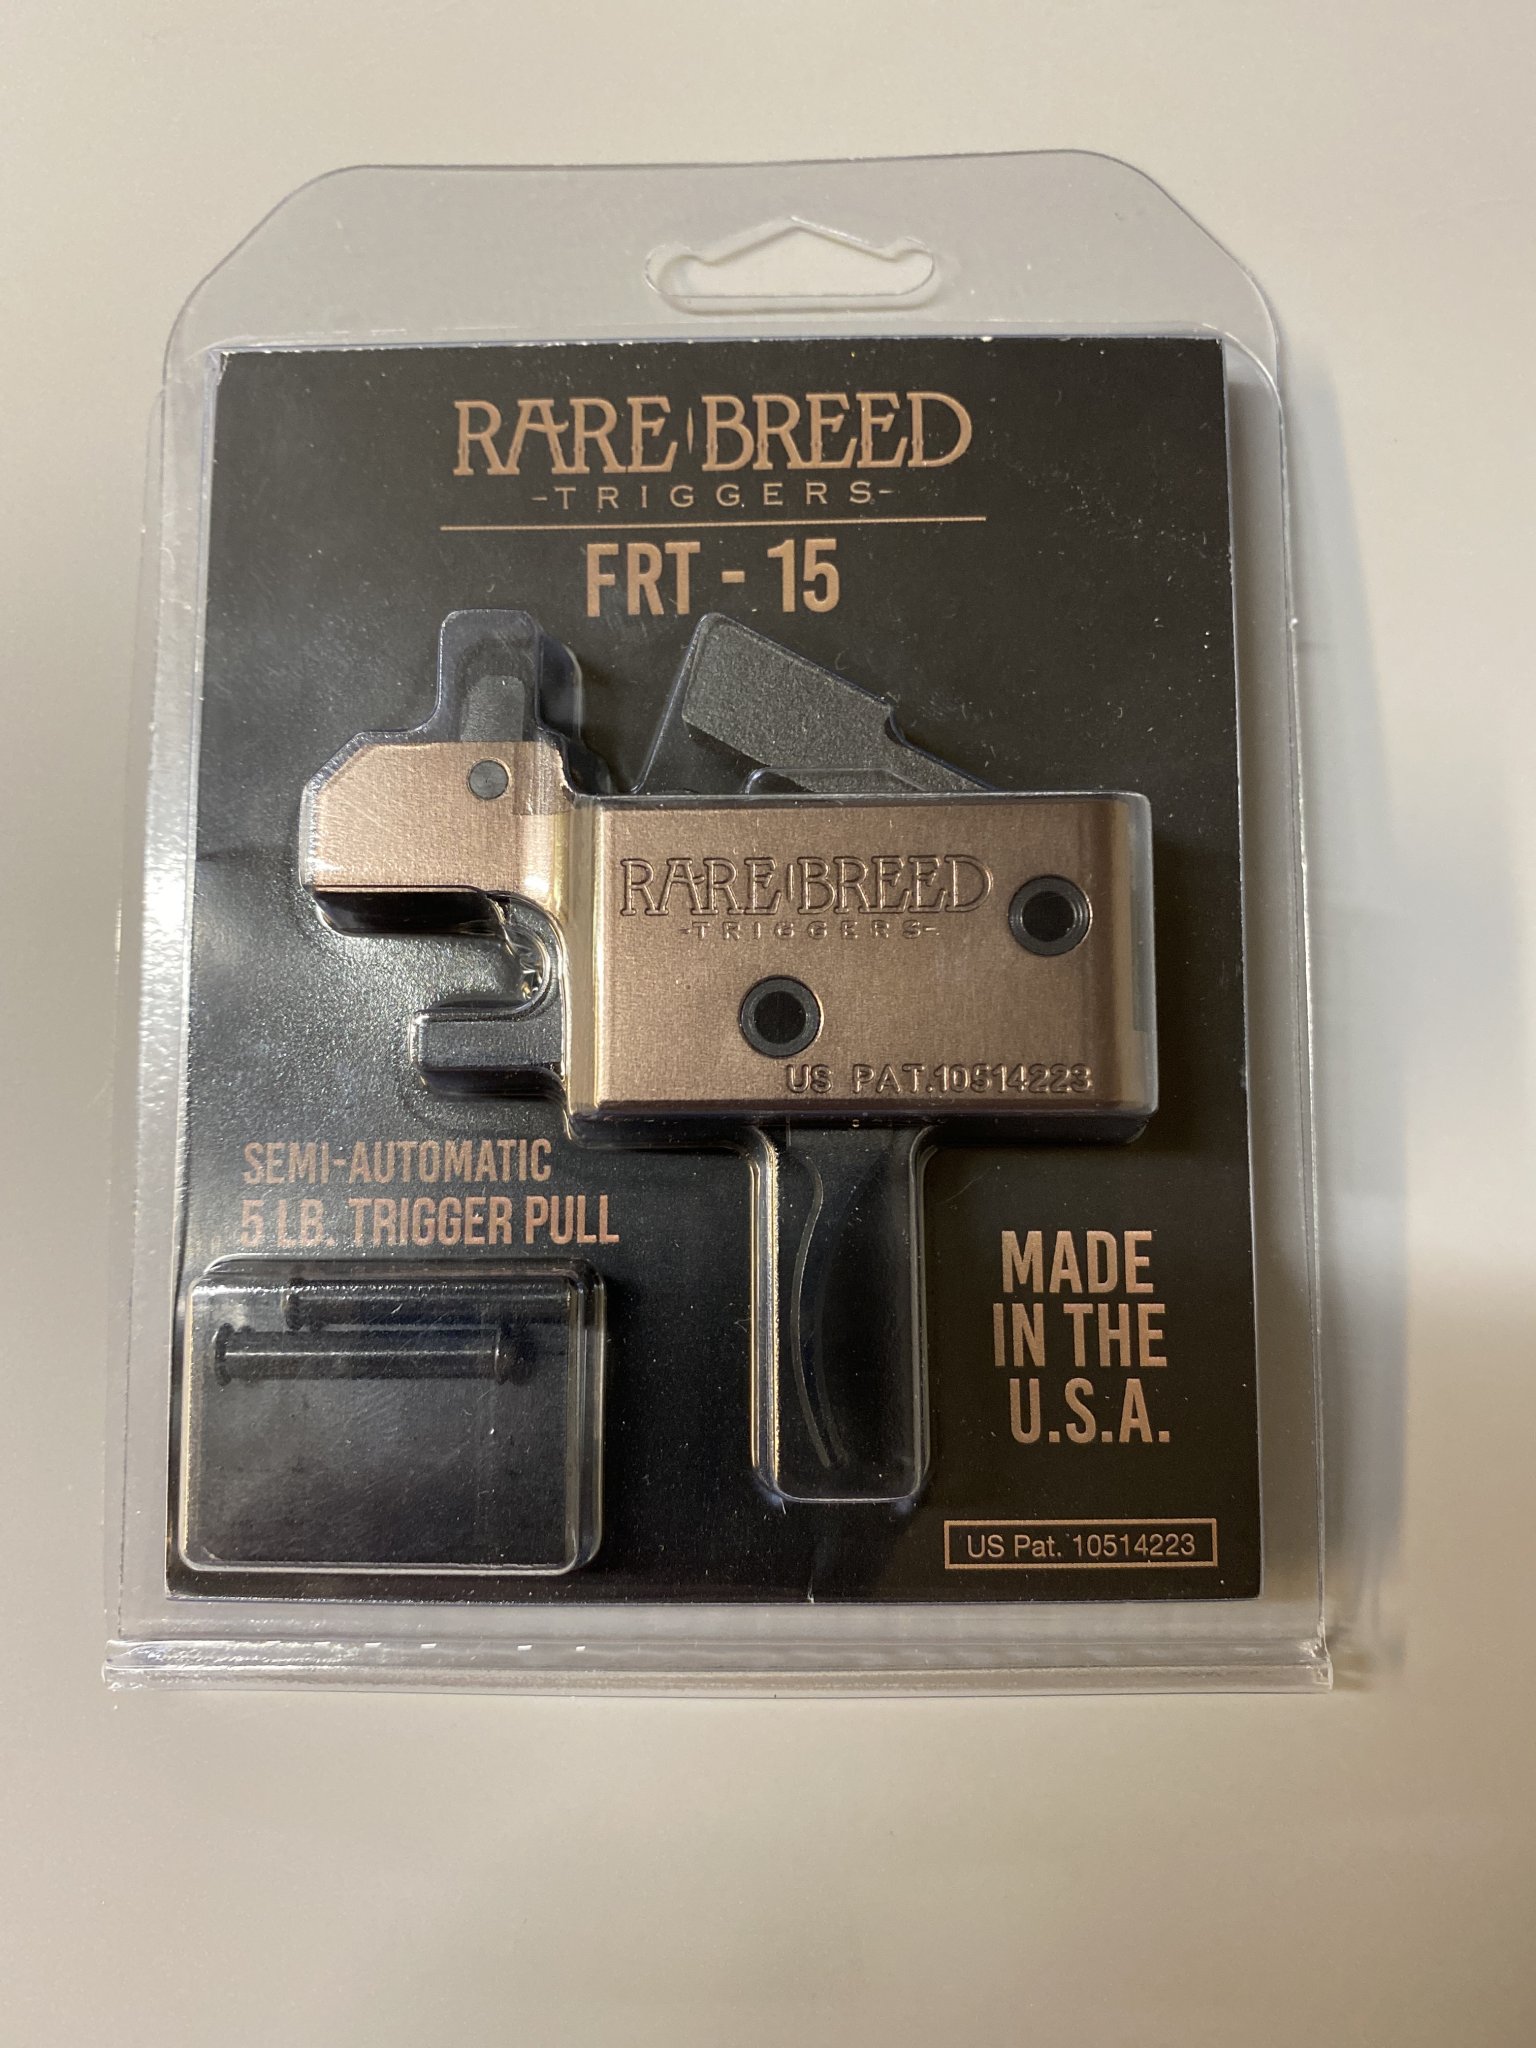 RARE BREED
-TRIGGERS-
FRT - 15
RARE BREED
-TRIGGERS-
US PAT.10514223
SEMI-AUTOMATIC
5 LB. TRIGGER PULL
MADE
IN THE
U.S.A.
US Pat. 10514223